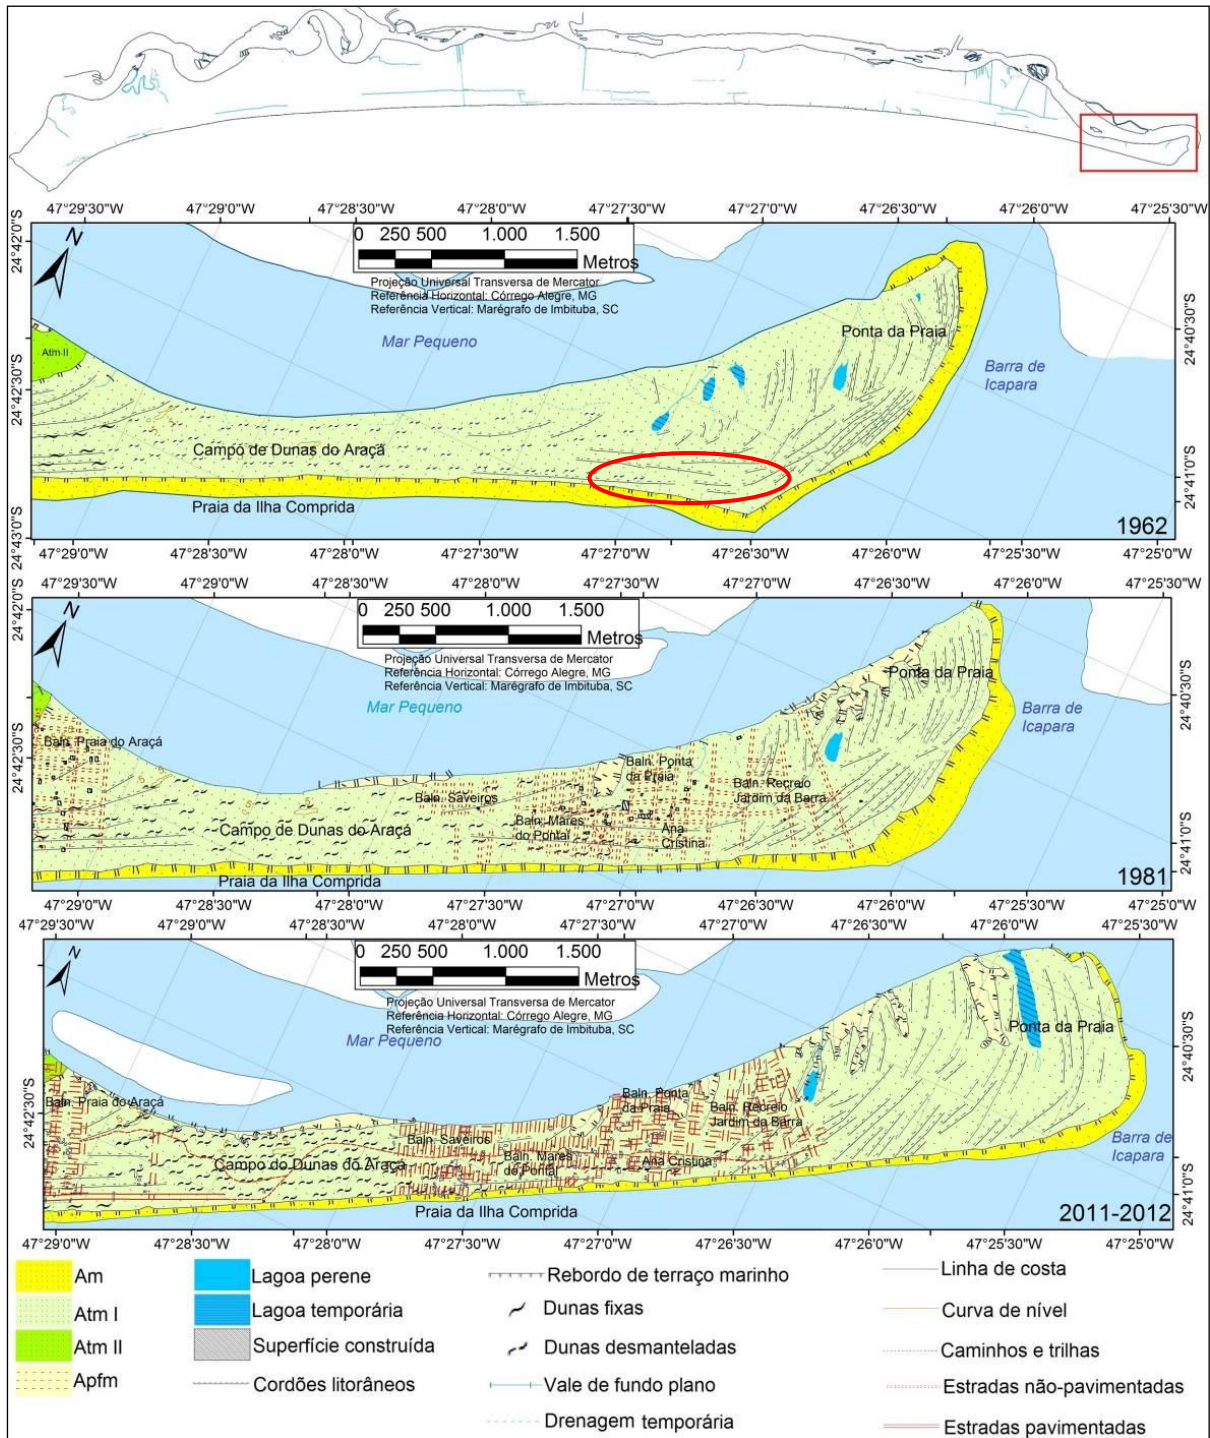 47°29'30"W 47°29'0"W 47°28'30"W 47°28'0"W 47°27'30"W 47°27'0"W 47°26'30"W 47°26'0"W 47°25'30"W
24°42'0"S
N
0 250 500 1.000 1.500
Metros
Projeção Universal Transversa de Mercator
Referência Horizontal: Córrego Alegre, MG
Referência Vertical: Marégrafo de Imbituba, SC
Mar Pequeno
Ponta da Praia
24°40'30"S
Atm II
Barra de
Icapara
24°42'30"S
Campo de Dunas do Araçá
24°41'0"S
Praia da Ilha Comprida
24°43'0"S
1962
47°29'0"W 47°28'30"W 47°28'0"W 47°27'30"W 47°27'0"W 47°26'30"W 47°26'0"W 47°25'30"W 47°25'0"W
47°29'30"W 47°29'0"W 47°28'30"W 47°28'0"W 47°27'30"W 47°27'0"W 47°26'30"W 47°26'0"W 47°25'30"W
24°42'0"S
N
0 250 500 1.000 1.500
Metros
Projeção Universal Transversa de Mercator
Referência Horizontal: Córrego Alegre, MG
Referência Vertical: Marégrafo de Imbituba, SC
Ponta da Praia
24°40'30"S
Mar Pequeno
Barra de
Icapara
Baln. Praia do Araçá
24°42'30"S
Baln. Ponta
da Praia
Baln. Recreio
Jardim da Barra
Baln. Saveiros
Baln. Mares
do Pontal
Ana
Cristina
Campo de Dunas do Araçá
24°41'0"S
Praia da Ilha Comprida
1981
47°29'0"W 47°28'30"W 47°28'0"W 47°27'30"W 47°27'0"W 47°26'30"W 47°26'0"W 47°25'30"W 47°25'0"W
47°29'30"W 47°29'0"W 47°28'30"W 47°28'0"W 47°27'30"W 47°27'0"W 47°26'30"W 47°26'0"W 47°25'30"W
N
0 250 500 1.000 1.500
Metros
Projeção Universal Transversa de Mercator
Referência Horizontal: Córrego Alegre, MG
Referência Vertical: Marégrafo de Imbituba, SC
Mar Pequeno
Ponta da Praia
24°40'30"S
Baln. Praia do Araçá
24°42'30"S
Baln. Ponta
da Praia
Baln. Recreio
Jardim da Barra
Baln. Saveiros
Baln. Mares
do Pontal
Ana Cristina
Campo do Dunas do Araçá
Barra de
Icapara
24°41'0"S
Praia da Ilha Comprida
2011-2012
47°29'0"W 47°28'30"W 47°28'0"W 47°27'30"W 47°27'0"W 47°26'30"W 47°26'0"W 47°25'30"W 47°25'0"W
Am
Atm I
Atm II
Apfm
Lagoa perene
Lagoa temporária
Superfície construída
Cordões litorâneos
Rebordo de terraço marinho
Dunas fixas
Dunas desmanteladas
Vale de fundo plano
Drenagem temporária
Linha de costa
Curva de nível
Caminhos e trilhas
Estradas não-pavimentadas
Estradas pavimentadas